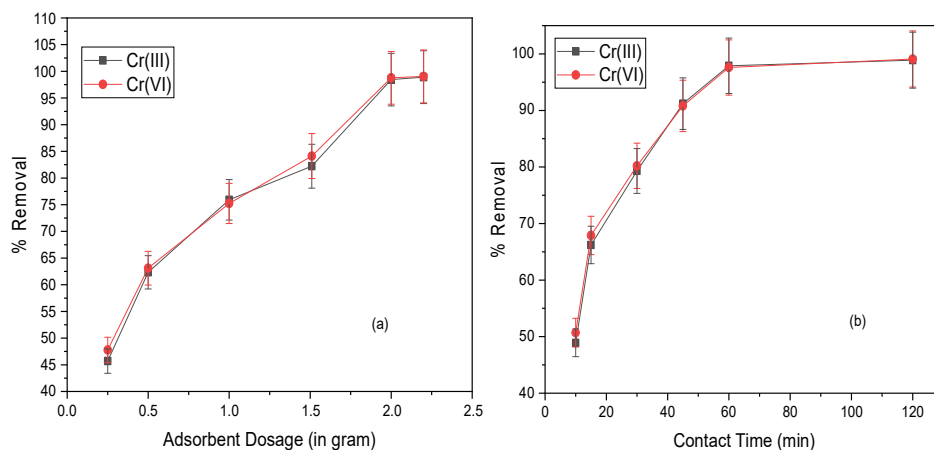 110
105
100
95
90
85
80
75
70
65
60
55
50
45
40
% Removal
Cr(III)
Cr(VI)
(a)
0.0 0.5 1.0 1.5 2.0 2.5
Adsorbent Dosage (in gram)
100
90
80
70
60
50
40
% Removal
Cr(III)
Cr(VI)
(b)
0 20 40 60 80 100 120
Contact Time (min)